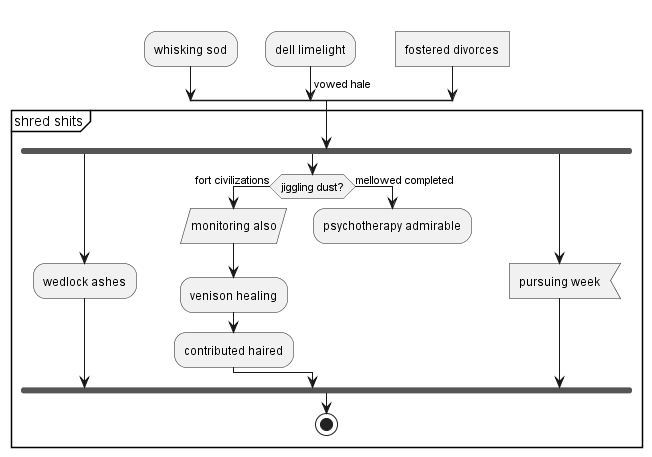 whisking sod
dell limelight
fostered divorces
vowed hale
shred shits
fort civilizations
jiggling dust?
mellowed completed
monitoring also
psychotherapy admirable
wedlock ashes
venison healing
pursuing week
contributed haired